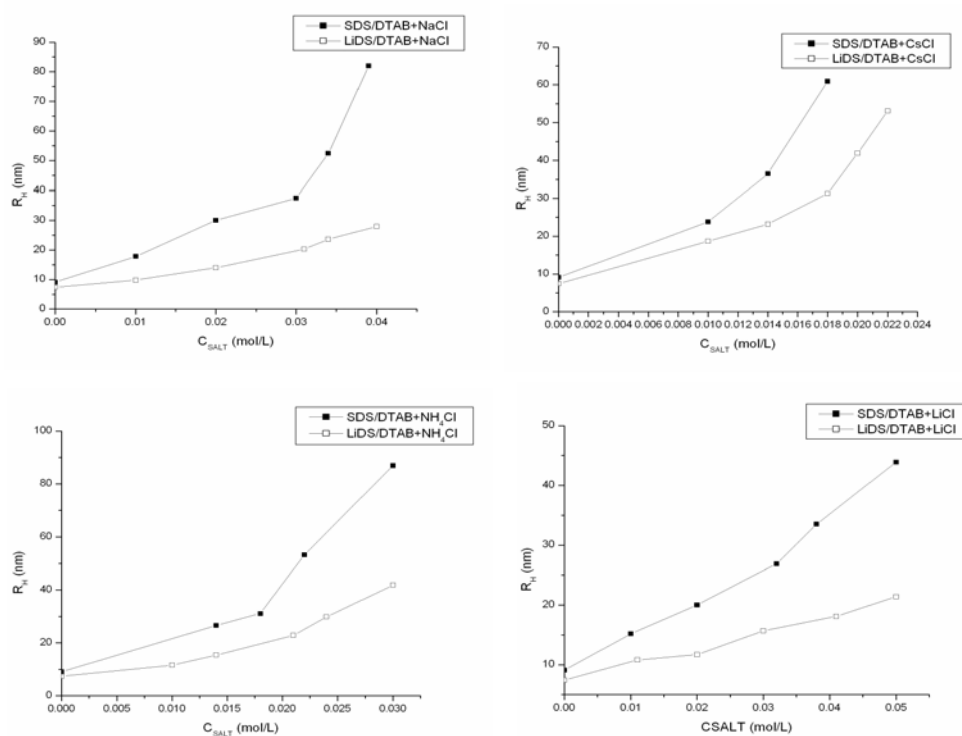 SDS/DTAB+NaCl
LiDS/DTAB+NaCl
90
80
70
60
50
40
30
20
10
0
R_H (nm)
0.00 0.01 0.02 0.03 0.04
C_SALT (mol/L)
SDS/DTAB+CsCl
LiDS/DTAB+CsCl
70
60
50
40
30
20
10
0
R_H (nm)
0.000 0.002 0.004 0.006 0.008 0.010 0.012 0.014 0.016 0.018 0.020 0.022 0.024
C_SALT (mol/L)
SDS/DTAB+NH₄Cl
LiDS/DTAB+NH₄Cl
100
80
60
40
20
0
R_H (nm)
0.000 0.005 0.010 0.015 0.020 0.025 0.030
C_SALT (mol/L)
SDS/DTAB+LiCl
LiDS/DTAB+LiCl
50
40
30
20
10
R_H (nm)
0.00 0.01 0.02 0.03 0.04 0.05
CSALT (mol/L)